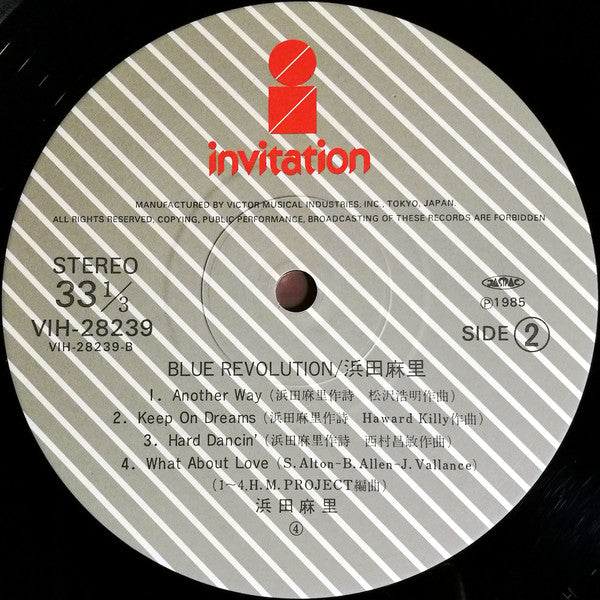 invitation
MANUFACTURED BY VICTOR MUSICAL INDUSTRIES. INC., TOKYO, JAPAN.
ALL RIGHTS RESERVED, COPYING, PUBLIC PERFORMANCE, BROADCASTING OF THESE RECORDS ARE FORBIDDEN
STEREO
33 1/3
VIH-28239
VIH-28239-B
JASRAC
Ⓟ1985
SIDE ②
BLUE REVOLUTION/浜田麻里
1. Another Way (浜田麻里作詩 松沢浩明作曲)
2. Keep On Dreams (浜田麻里作詩 Haward Killy作曲)
3. Hard Dancin' (浜田麻里作詩 西村昌敏作曲)
4. What About Love (S. Alton-B. Allen-J. Vallance)
(1〜4, H. M. PROJECT編曲)
浜田麻里
④